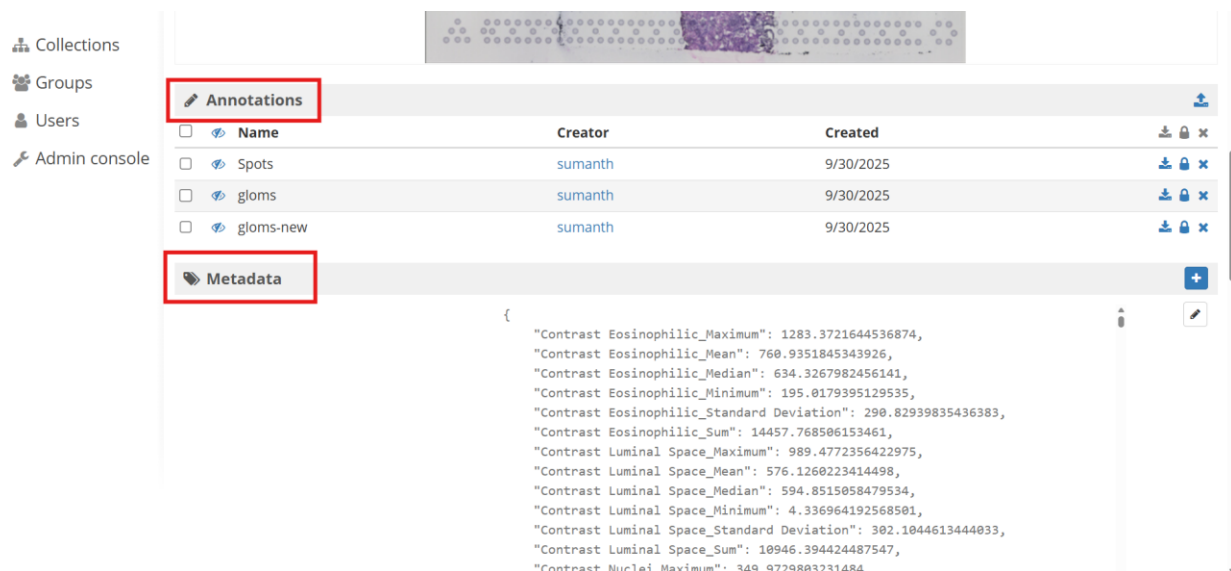 Collections
Groups
Users
Admin console
Annotations
Name Creator Created
Spots sumanth 9/30/2025
gloms sumanth 9/30/2025
gloms-new sumanth 9/30/2025
Metadata
{
"Contrast Eosinophilic_Maximum": 1283.3721644536874,
"Contrast Eosinophilic_Mean": 760.9351845343926,
"Contrast Eosinophilic_Median": 634.3267982456141,
"Contrast Eosinophilic_Minimum": 195.0179395129535,
"Contrast Eosinophilic_Standard Deviation": 290.82939835436383,
"Contrast Eosinophilic_Sum": 14457.768506153461,
"Contrast Luminal Space_Maximum": 989.4772356422975,
"Contrast Luminal Space_Mean": 576.1260223414498,
"Contrast Luminal Space_Median": 594.8515058479534,
"Contrast Luminal Space_Minimum": 4.336964192568501,
"Contrast Luminal Space_Standard Deviation": 302.1044613444033,
"Contrast Luminal Space_Sum": 10946.394424487547,
"Contrast Nuclei_Maximum": 349.9729803231484